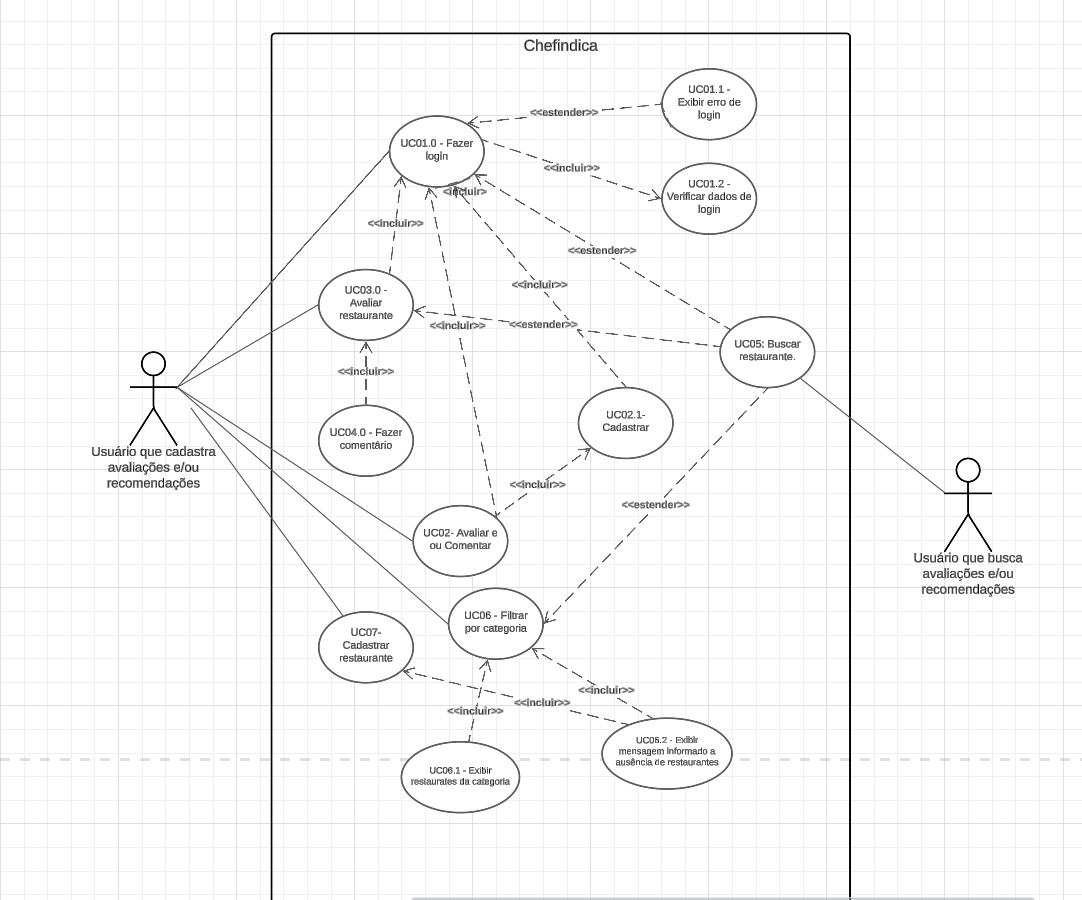 Chefindica
UC01.1 -
Exibir erro de
login
<<estender>>
UC01.0 - Fazer
login
<<incluir>>
UC01.2 -
Verificar dados de
login
<<incluir>>
<<incluir>>
<<estender>>
UC03.0 -
Avaliar
restaurante
<<incluir>>
<<incluir>>
<<estender>>
UC05: Buscar
restaurante.
<<incluir>>
UC04.0 - Fazer
comentário
UC02.1-
Cadastrar
Usuário que cadastra
avaliações e/ou
recomendações
<<incluir>>
<<estender>>
UC02- Avaliar e
ou Comentar
Usuário que busca
avaliações e/ou
recomendações
UC06 - Filtrar
por categoria
UC07-
Cadastrar
restaurante
<<incluir>>
<<incluir>>
<<incluir>>
UC06.2 - Exibir
mensagem informado a
ausência de restaurantes
UC06.1 - Exibir
restaurates da categoria